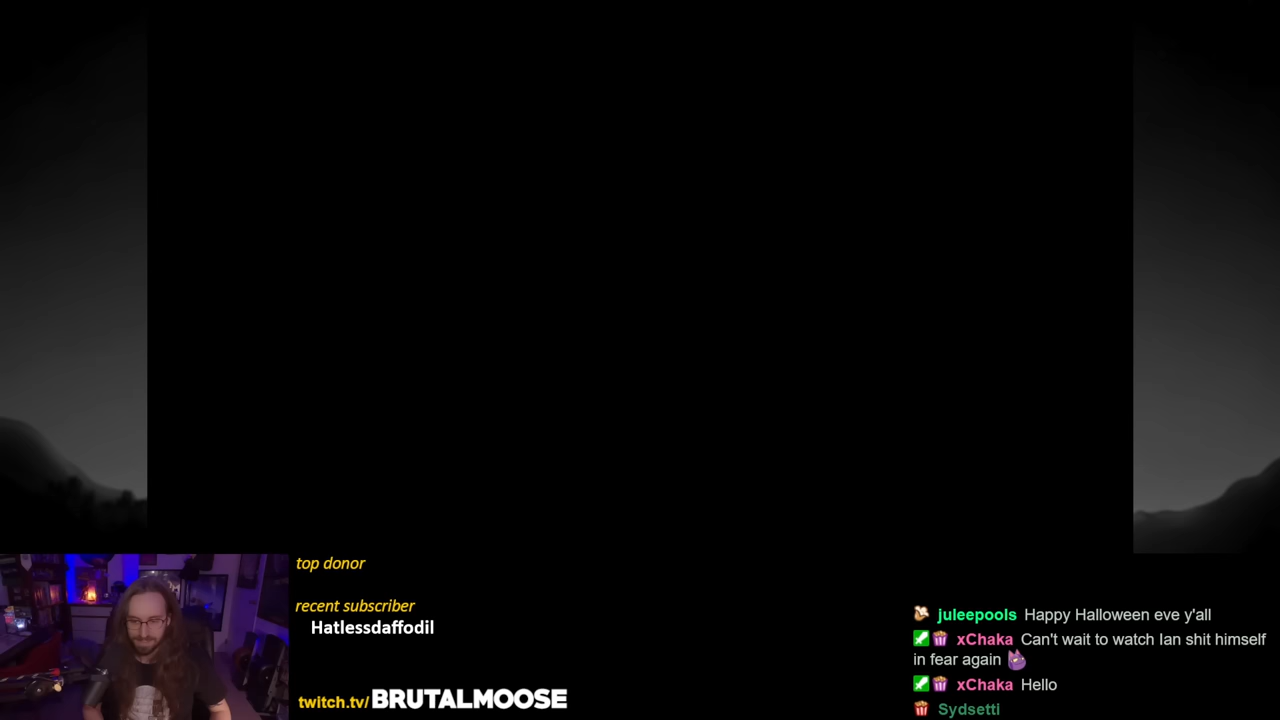 top donor
recent subscriber
Hatlessdaffodil
twitch.tv/BRUTALMOOSE
juleepools Happy Halloween eve y'all
xChaka Can't wait to watch Ian shit himself
in fear again
xChaka Hello
Sydsetti